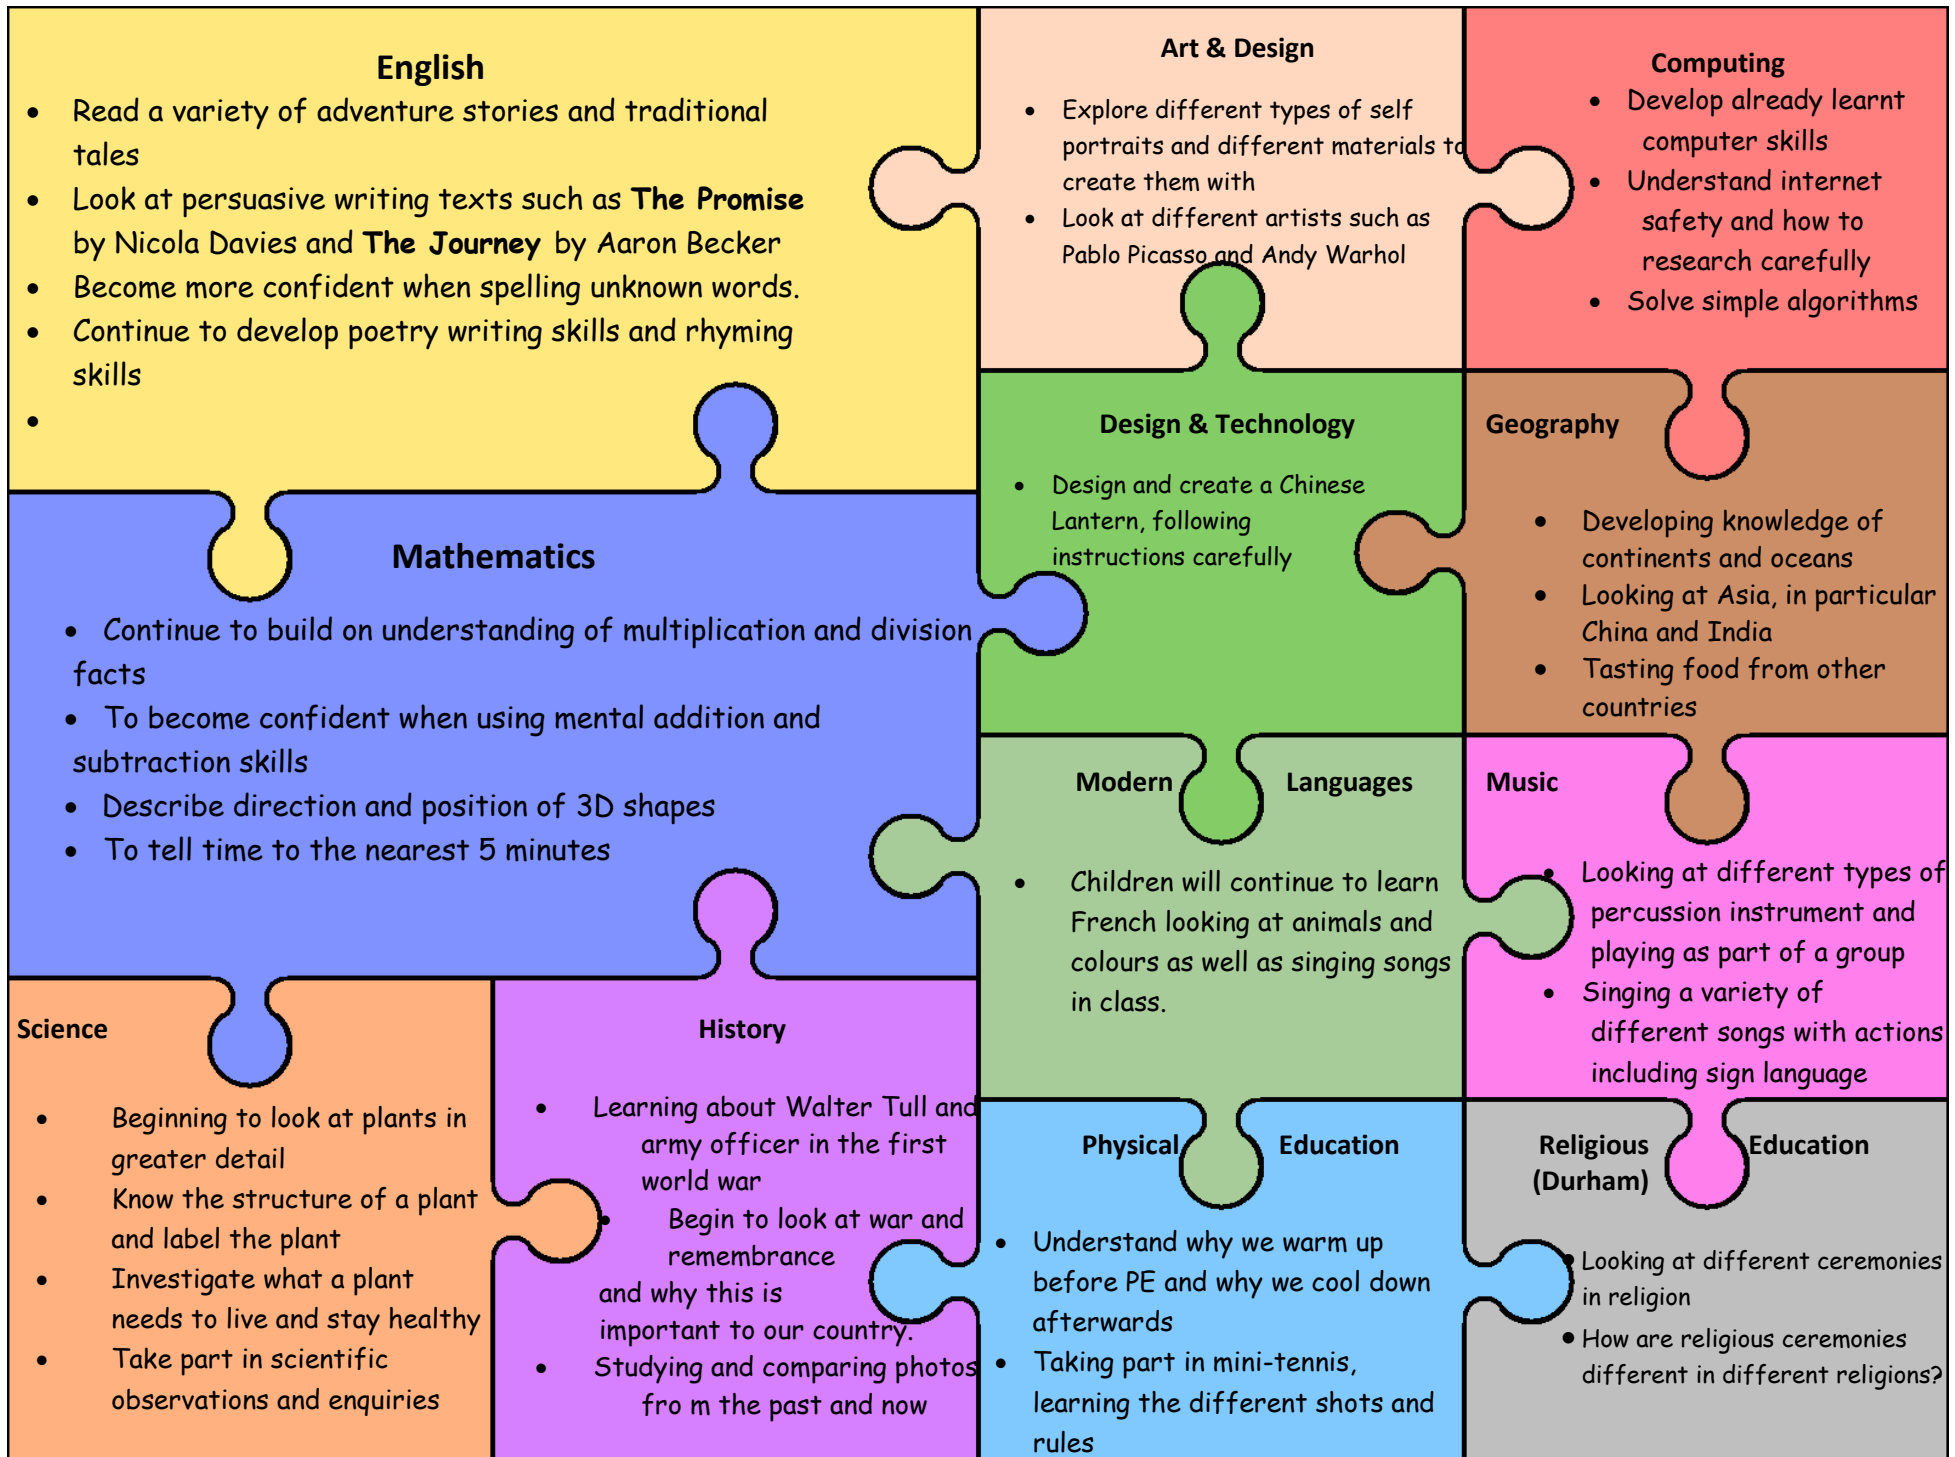 English
• Read a variety of adventure stories and traditional
tales
• Look at persuasive writing texts such as The Promise
by Nicola Davies and The Journey by Aaron Becker
• Become more confident when spelling unknown words.
• Continue to develop poetry writing skills and rhyming
skills
•
Art & Design
• Explore different types of self
portraits and different materials to
create them with
• Look at different artists such as
Pablo Picasso and Andy Warhol
Computing
• Develop already learnt
computer skills
• Understand internet
safety and how to
research carefully
• Solve simple algorithms
Mathematics
• Continue to build on understanding of multiplication and division
facts
• To become confident when using mental addition and
subtraction skills
• Describe direction and position of 3D shapes
• To tell time to the nearest 5 minutes
Design & Technology
• Design and create a Chinese
Lantern, following
instructions carefully
Geography
• Developing knowledge of
continents and oceans
• Looking at Asia, in particular
China and India
• Tasting food from other
countries
Modern Languages
• Children will continue to learn
French looking at animals and
colours as well as singing songs
in class.
Music
• Looking at different types of
percussion instrument and
playing as part of a group
• Singing a variety of
different songs with actions
including sign language
Science
• Beginning to look at plants in
greater detail
• Know the structure of a plant
and label the plant
• Investigate what a plant
needs to live and stay healthy
• Take part in scientific
observations and enquiries
History
• Learning about Walter Tull and
army officer in the first
world war
• Begin to look at war and
remembrance
and why this is
important to our country.
• Studying and comparing photos
fro m the past and now
Physical Education
• Understand why we warm up
before PE and why we cool down
afterwards
• Taking part in mini-tennis,
learning the different shots and
rules
Religious Education
(Durham)
• Looking at different ceremonies
in religion
• How are religious ceremonies
different in different religions?